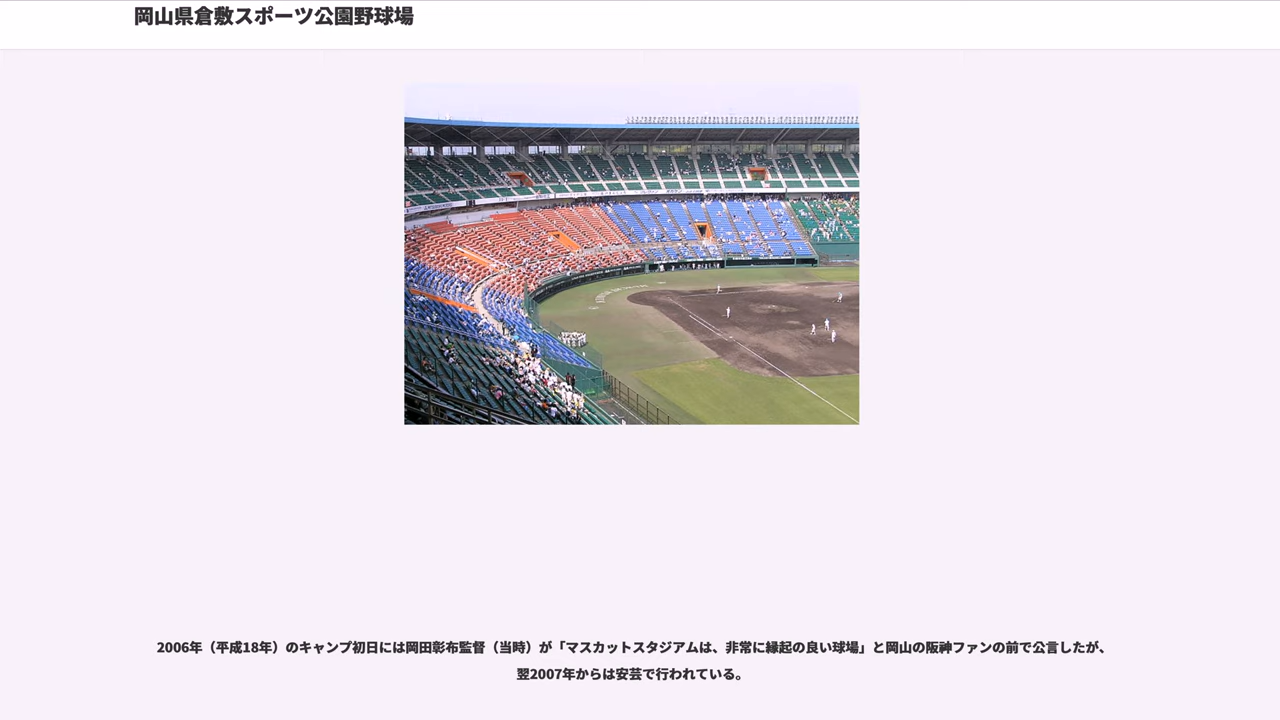 岡山県倉敷スポーツ公園野球場
2006年（平成18年）のキャンプ初日には岡田彰布監督（当時）が「マスカットスタジアムは、非常に縁起の良い球場」と岡山の阪神ファンの前で公言したが、
翌2007年からは安芸で行われている。